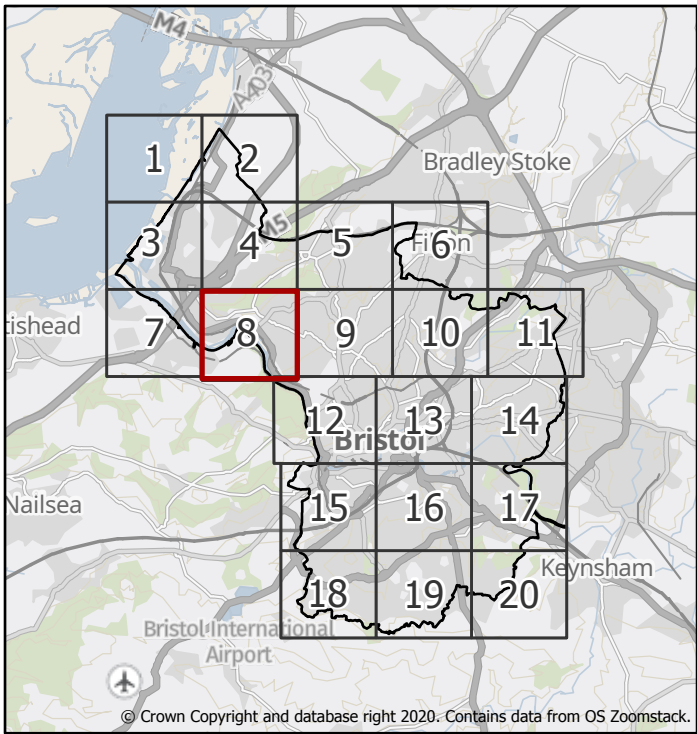 M4
A403
1
2
Bradley Stoke
3
4
M5
5
Filton
6
tishead
7
8
9
10
11
12
13
14
Bristol
Nailsea
15
16
17
Keynsham
18
19
20
Bristol International
Airport
© Crown Copyright and database right 2020. Contains data from OS Zoomstack.